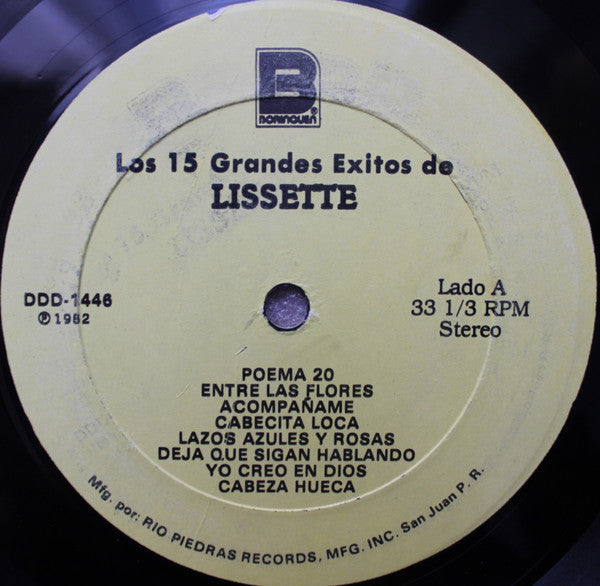 B
BORINQUEN®
Los 15 Grandes Exitos de
LISSETTE
DDD-1446
℗ 1982
Lado A
33 1/3 RPM
Stereo
POEMA 20
ENTRE LAS FLORES
ACOMPAÑAME
CABECITA LOCA
LAZOS AZULES Y ROSAS
DEJA QUE SIGAN HABLANDO
YO CREO EN DIOS
CABEZA HUECA
Mfg. por: RIO PIEDRAS RECORDS, MFG. INC. San Juan P. R.